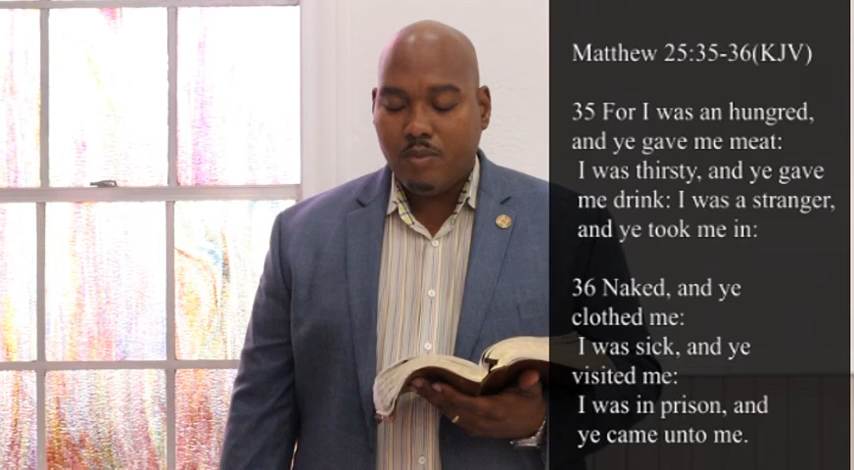 Matthew 25:35-36(KJV)
35 For I was an hungred,
and ye gave me meat:
I was thirsty, and ye gave
me drink: I was a stranger,
and ye took me in:
36 Naked, and ye
clothed me:
I was sick, and ye
visited me:
I was in prison, and
ye came unto me.